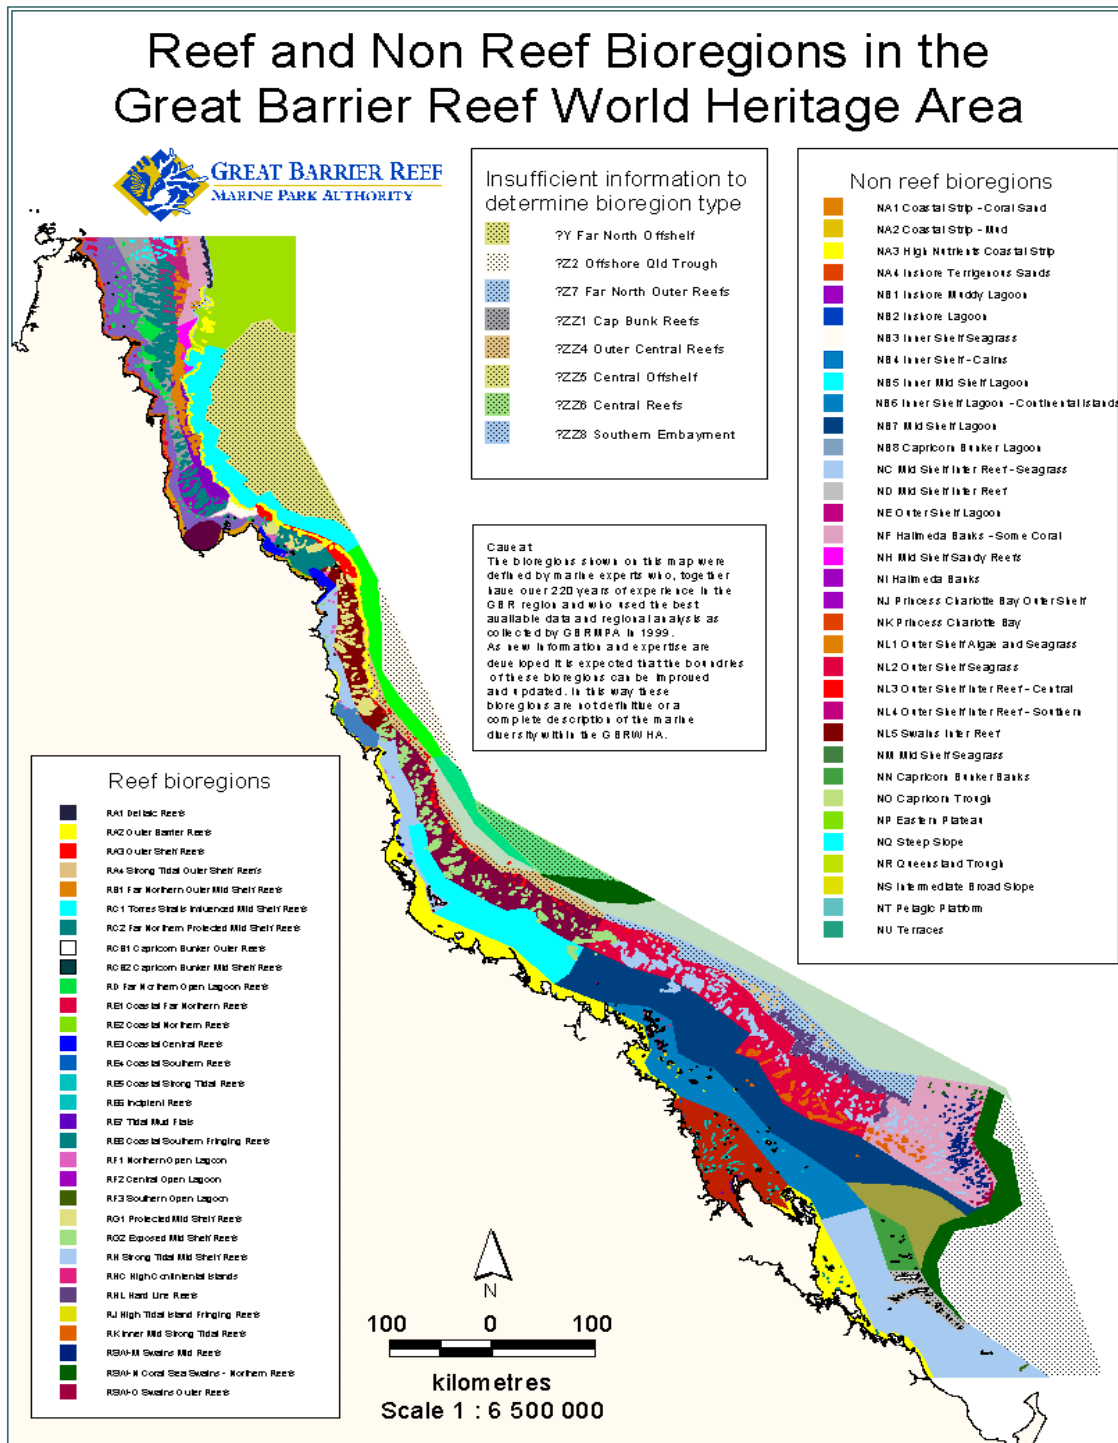 Reef and Non Reef Bioregions in the
Great Barrier Reef World Heritage Area
GREAT BARRIER REEF
MARINE PARK AUTHORITY
Insufficient information to
determine bioregion type
?Y Far North Offshelf
?Z2 Offshore Qld Trough
?Z7 Far North Outer Reefs
?ZZ1 Cap Bunk Reefs
?ZZ4 Outer Central Reefs
?ZZ5 Central Offshelf
?ZZ6 Central Reefs
?ZZ8 Southern Embayment
Non reef bioregions
NA1 Coastal Strip - Coral Sand
NA2 Coastal Strip - Mud
NA3 High Nutrients Coastal Strip
NA4 Inshore Terrigenous Sands
NB1 Inshore Muddy Lagoon
NB2 Inshore Lagoon
NB3 Inner Shelf Seagrass
NB4 Inner Shelf - Cairns
NB5 Inner Mid Shelf Lagoon
NB6 Inner Shelf Lagoon - Continental Islands
NB7 Mid Shelf Lagoon
NB8 Capricorn Bunker Lagoon
NC Mid Shelf Inter Reef - Seagrass
ND Mid Shelf Inter Reef
NE Outer Shelf Lagoon
NF Halimeda Banks - Some Coral
NH Mid Shelf Sandy Reefs
NI Halimeda Banks
NJ Princess Charlotte Bay Outer Shelf
NK Princess Charlotte Bay
NL1 Outer Shelf Algae and Seagrass
NL2 Outer Shelf Seagrass
NL3 Outer Shelf Inter Reef - Central
NL4 Outer Shelf Inter Reef - Southern
NL5 Swains Inter Reef
NM Mid Shelf Seagrass
NN Capricorn Bunker Banks
NO Capricorn Trough
NP Eastern Plateau
NQ Steep Slope
NR Queensland Trough
NS Intermediate Broad Slope
NT Pelagic Platform
NU Terraces
Caveat
The bioregions shown on this map were
defined by marine experts who, together
have over 220 years of experience in the
GBR region and who used the best
available data and regional analysis as
collected by GBRMPA in 1999.
As new information and expertise are
developed it is expected that the boundries
of these bioregions can be improved
and updated. In this way these
bioregions are not definitive or a
complete description of the marine
diversity within the GBRWHA.
Reef bioregions
RA1 Deltaic Reefs
RA2 Outer Barrier Reefs
RA3 Outer Shelf Reefs
RA4 Strong Tidal Outer Shelf Reefs
RB1 Far Northern Outer Mid Shelf Reefs
RC1 Torres Straits Influenced Mid Shelf Reefs
RC2 Far Northern Protected Mid Shelf Reefs
RCB1 Capricorn Bunker Outer Reefs
RCB2 Capricorn Bunker Mid Shelf Reefs
RD Far Northern Open Lagoon Reefs
RE1 Coastal Far Northern Reefs
RE2 Coastal Northern Reefs
RE3 Coastal Central Reefs
RE4 Coastal Southern Reefs
RE5 Coastal Strong Tidal Reefs
RE6 Incipient Reefs
RE7 Tidal Mud Flats
RE8 Coastal Southern Fringing Reefs
RF1 Northern Open Lagoon
RF2 Central Open Lagoon
RF3 Southern Open Lagoon
RG1 Protected Mid Shelf Reefs
RG2 Exposed Mid Shelf Reefs
RH Strong Tidal Mid Shelf Reefs
RHC High Continental Islands
RHL Hard Line Reefs
RJ High Tidal Island Fringing Reefs
RK Inner Mid Strong Tidal Reefs
RSW-M Swains Mid Reefs
RSW-N Coral Sea Swains - Northern Reefs
RSW-O Swains Outer Reefs
N
100 0 100
kilometres
Scale 1 : 6 500 000